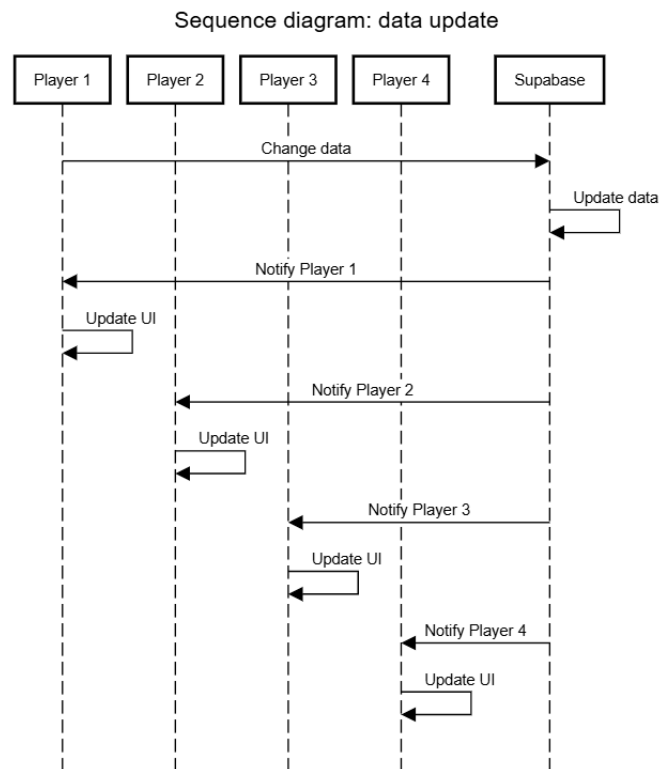 Sequence diagram: data update
Player 1
Player 2
Player 3
Player 4
Supabase
Change data
Update data
Notify Player 1
Update UI
Notify Player 2
Update UI
Notify Player 3
Update UI
Notify Player 4
Update UI